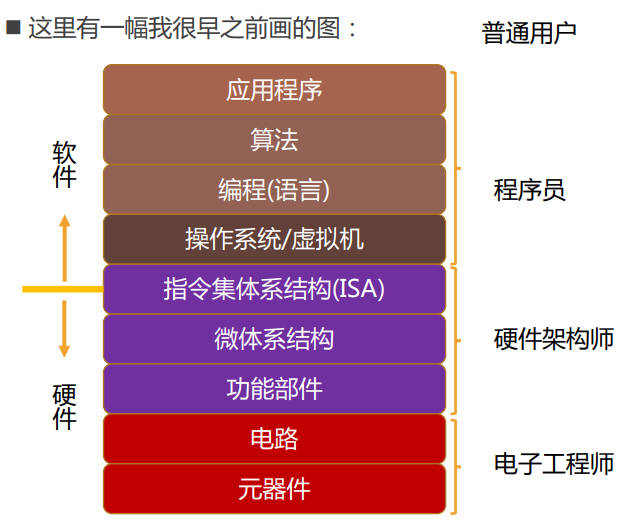 ■ 这里有一幅我很早之前画的图：
普通用户
应用程序
算法
编程(语言)
操作系统/虚拟机
指令集体系结构(ISA)
微体系结构
功能部件
电路
元器件
软件
硬件
程序员
硬件架构师
电子工程师